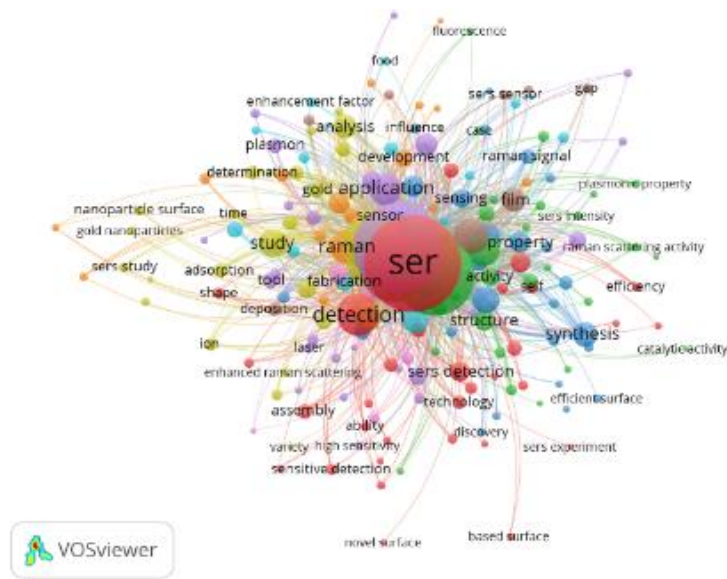 fluorescence
food
sers sensor
gap
enhancement factor
analysis
influence
case
plasmon
development
raman signal
determination
gold
application
sensing
film
plasmonic property
nanoparticle surface
time
sensor
sers intensity
gold nanoparticles
study
raman
property
raman scattering activity
ser
sers study
adsorption
tool
fabrication
activity
self
efficiency
shape
deposition
detection
structure
synthesis
ion
laser
catalytic activity
enhanced raman scattering
sers detection
technology
efficient surface
assembly
ability
discovery
variety
high sensitivity
sers experiment
sensitive detection
novel surface
based surface
VOSviewer